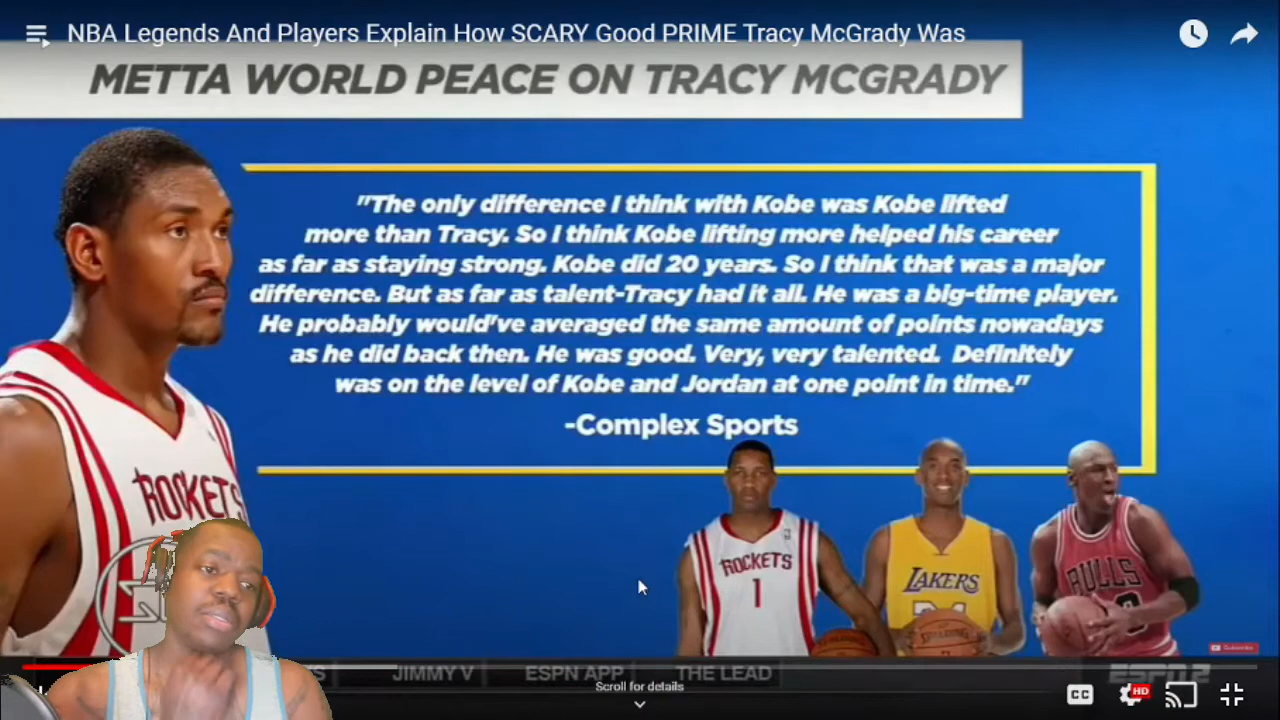 NBA Legends And Players Explain How SCARY Good PRIME Tracy McGrady Was
METTA WORLD PEACE ON TRACY MCGRADY
"The only difference I think with Kobe was Kobe lifted
more than Tracy. So I think Kobe lifting more helped his career
as far as staying strong. Kobe did 20 years. So I think that was a major
difference. But as far as talent-Tracy had it all. He was a big-time player.
He probably would've averaged the same amount of points nowadays
as he did back then. He was good. Very, very talented. Definitely
was on the level of Kobe and Jordan at one point in time."
-Complex Sports
ROCKETS
ROCKETS
1
LAKERS
BULLS
SPALDING
Subscribe
JIMMY V
ESPN APP
THE LEAD
ESPN2
Scroll for details
CC
HD